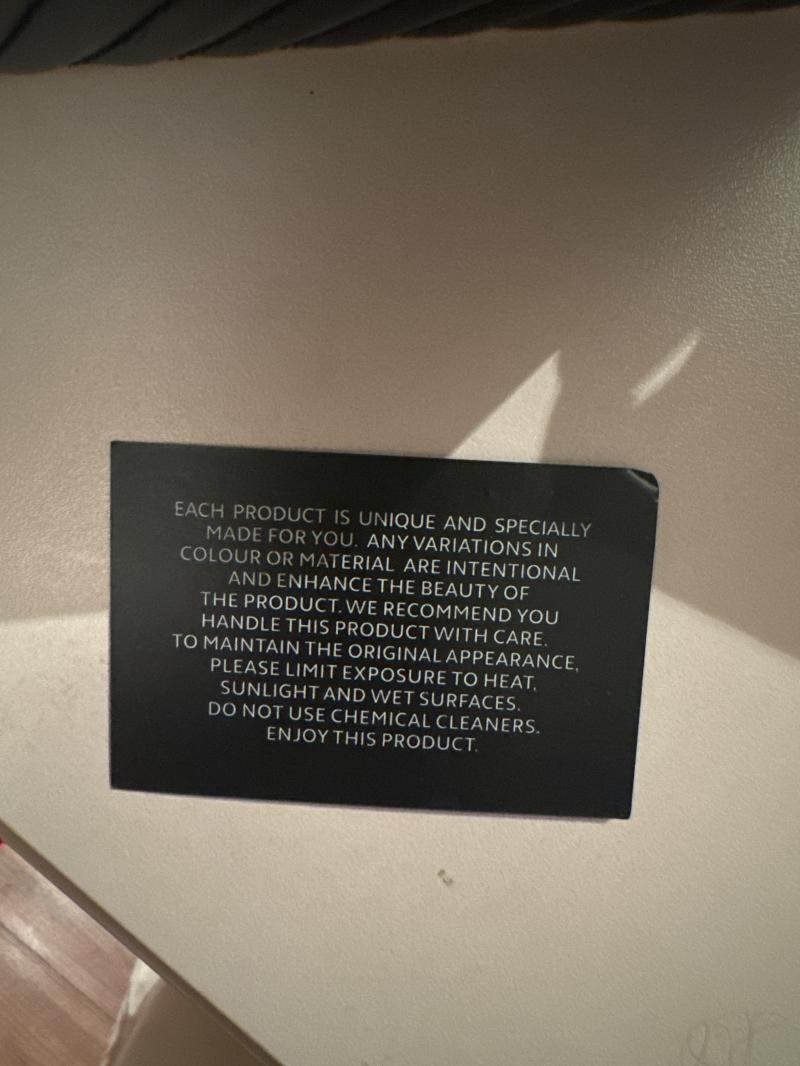 EACH PRODUCT IS UNIQUE AND SPECIALLY
MADE FOR YOU. ANY VARIATIONS IN
COLOUR OR MATERIAL ARE INTENTIONAL
AND ENHANCE THE BEAUTY OF
THE PRODUCT. WE RECOMMEND YOU
HANDLE THIS PRODUCT WITH CARE.
TO MAINTAIN THE ORIGINAL APPEARANCE,
PLEASE LIMIT EXPOSURE TO HEAT,
SUNLIGHT AND WET SURFACES.
DO NOT USE CHEMICAL CLEANERS.
ENJOY THIS PRODUCT.